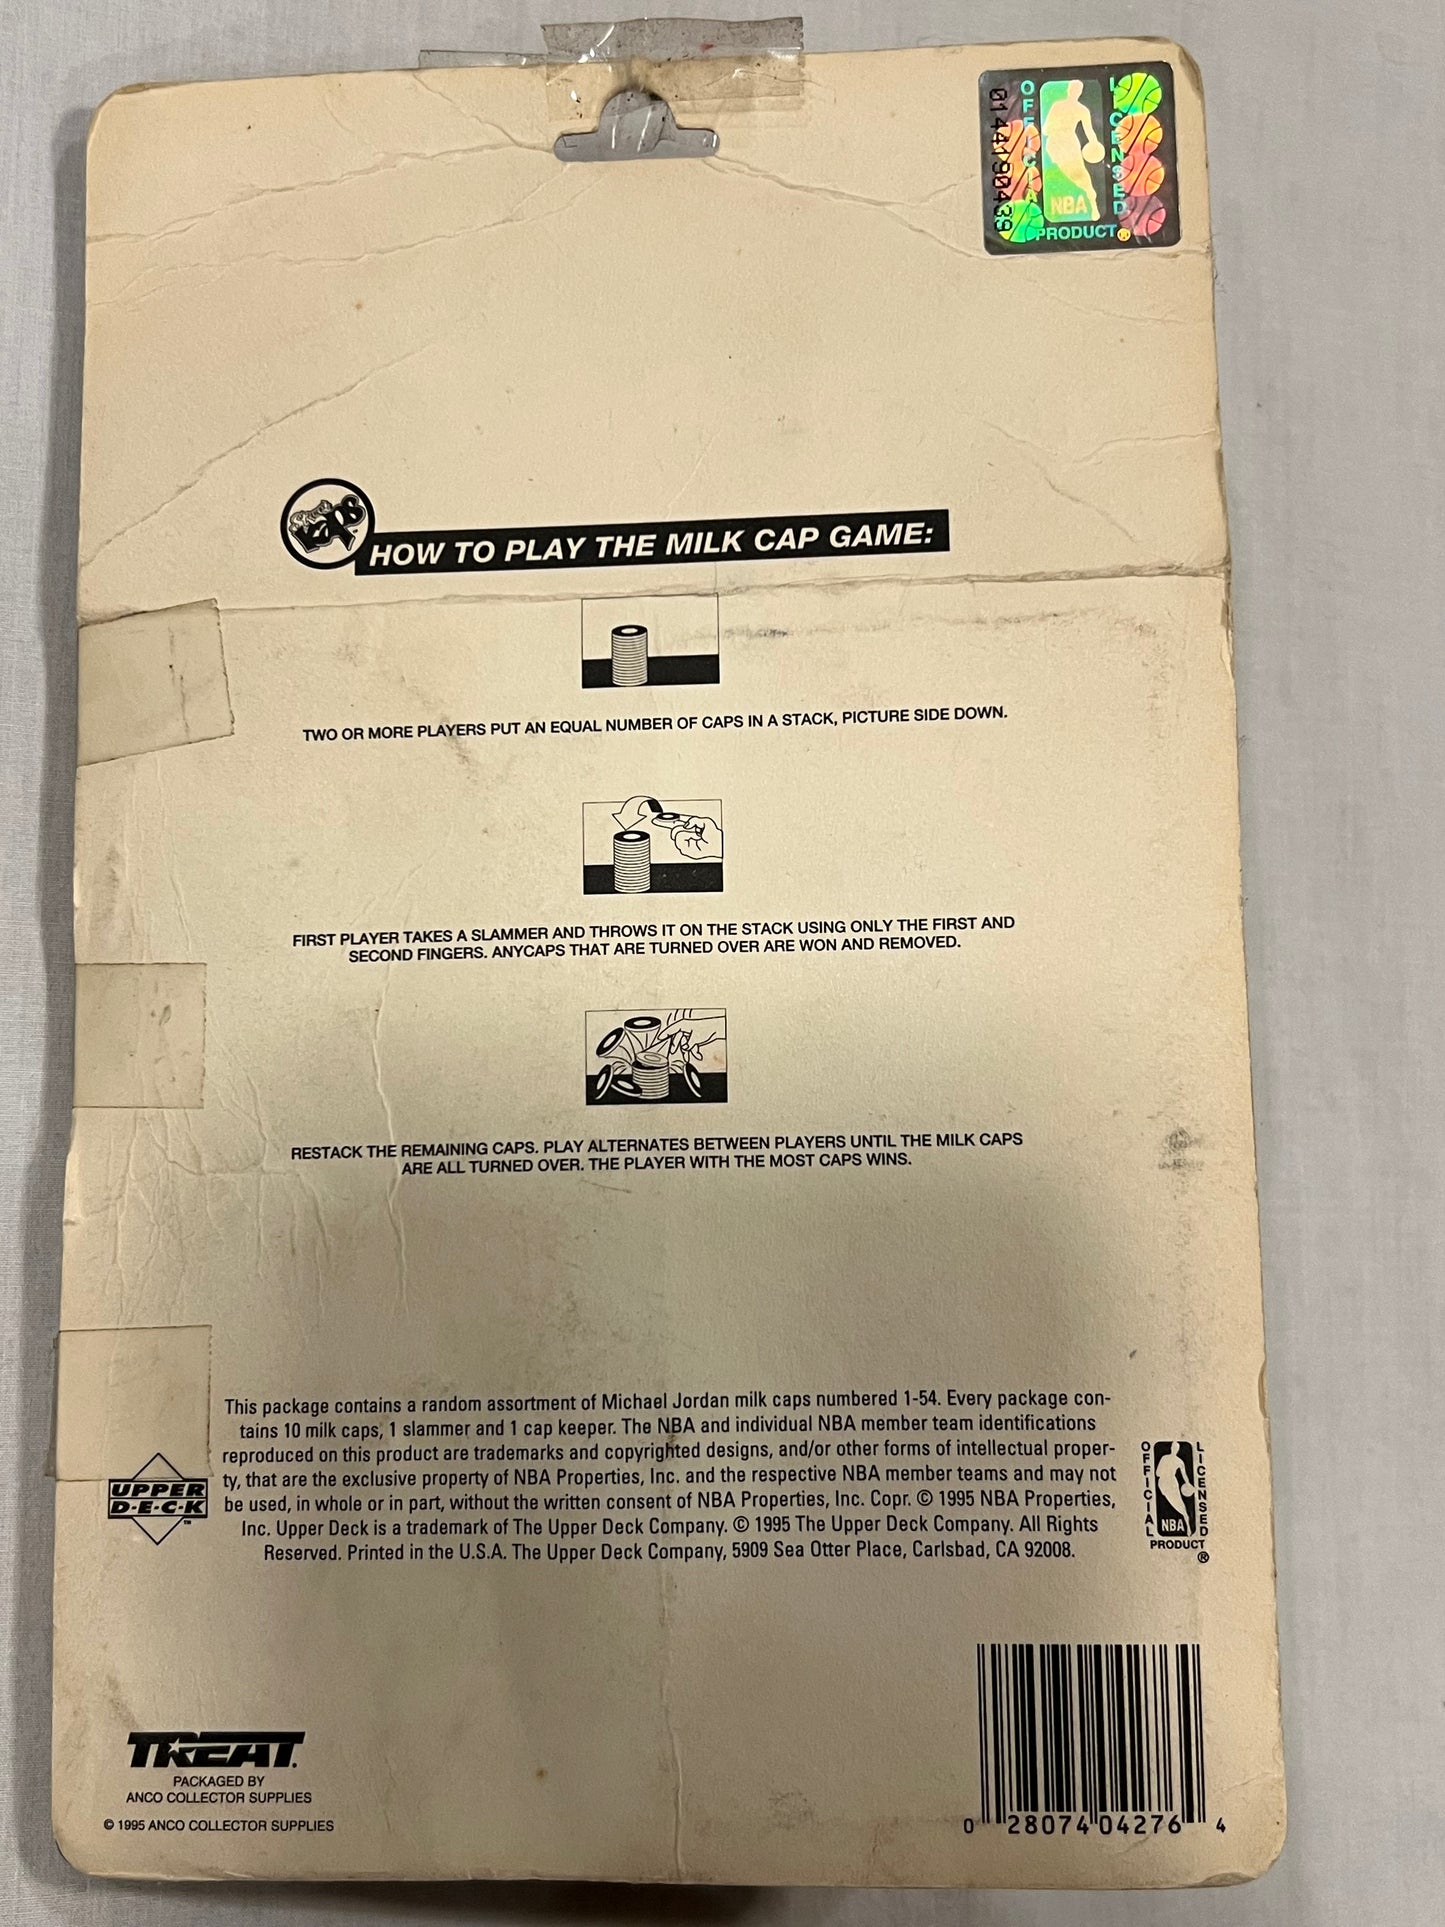 OFFICIAL
LICENSED
0144190439
NBA
PRODUCT®
caps
HOW TO PLAY THE MILK CAP GAME:
TWO OR MORE PLAYERS PUT AN EQUAL NUMBER OF CAPS IN A STACK, PICTURE SIDE DOWN.
FIRST PLAYER TAKES A SLAMMER AND THROWS IT ON THE STACK USING ONLY THE FIRST AND
SECOND FINGERS. ANYCAPS THAT ARE TURNED OVER ARE WON AND REMOVED.
RESTACK THE REMAINING CAPS. PLAY ALTERNATES BETWEEN PLAYERS UNTIL THE MILK CAPS
ARE ALL TURNED OVER. THE PLAYER WITH THE MOST CAPS WINS.
This package contains a random assortment of Michael Jordan milk caps numbered 1-54. Every package con-
tains 10 milk caps, 1 slammer and 1 cap keeper. The NBA and individual NBA member team identifications
reproduced on this product are trademarks and copyrighted designs, and/or other forms of intellectual proper-
ty, that are the exclusive property of NBA Properties, Inc. and the respective NBA member teams and may not
be used, in whole or in part, without the written consent of NBA Properties, Inc. Copr. © 1995 NBA Properties,
Inc. Upper Deck is a trademark of The Upper Deck Company. © 1995 The Upper Deck Company. All Rights
Reserved. Printed in the U.S.A. The Upper Deck Company, 5909 Sea Otter Place, Carlsbad, CA 92008.
UPPER
D·E·C·K
™
OFFICIAL
LICENSED
NBA
PRODUCT
®
TREAT.
PACKAGED BY
ANCO COLLECTOR SUPPLIES
© 1995 ANCO COLLECTOR SUPPLIES
0 28074 04276 4